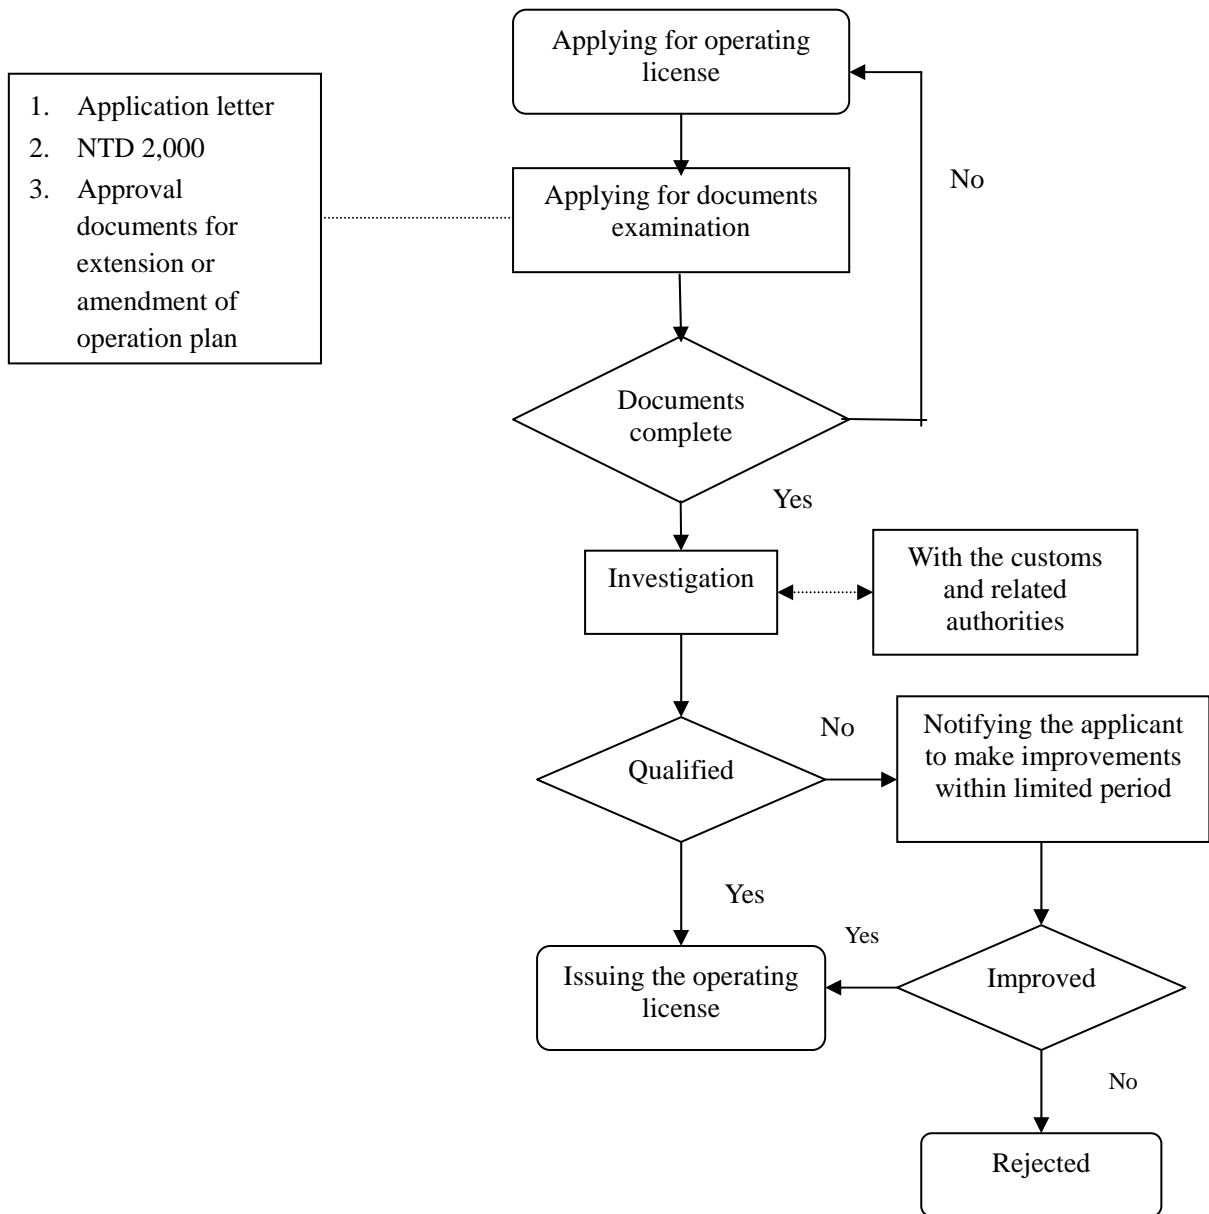 Applying for operating
license
1. Application letter
2. NTD 2,000
3. Approval
documents for
extension or
amendment of
operation plan
Applying for documents
examination
No
Documents
complete
Yes
Investigation
With the customs
and related
authorities
Qualified
No
Notifying the applicant
to make improvements
within limited period
Yes
Issuing the operating
license
Yes
Improved
No
Rejected